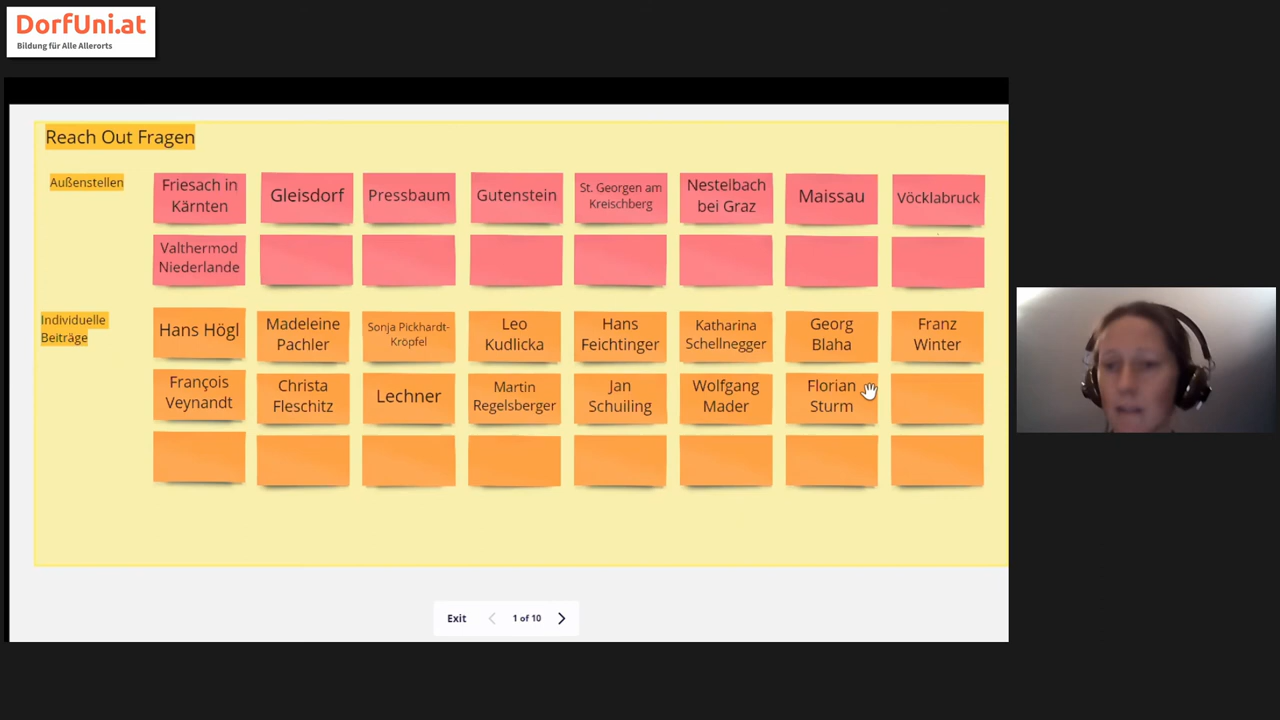 DorfUni.at
Bildung für Alle Allerorts
Reach Out Fragen
Außenstellen
Friesach in
Kärnten
Gleisdorf
Pressbaum
Gutenstein
St. Georgen am
Kreischberg
Nestelbach
bei Graz
Maissau
Vöcklabruck
Valthermod
Niederlande
Individuelle
Beiträge
Hans Högl
Madeleine
Pachler
Sonja Pickhardt-
Kröpfel
Leo
Kudlicka
Hans
Feichtinger
Katharina
Schellnegger
Georg
Blaha
Franz
Winter
François
Veynandt
Christa
Fleschitz
Lechner
Martin
Regelsberger
Jan
Schuiling
Wolfgang
Mader
Florian
Sturm
Exit
1 of 10